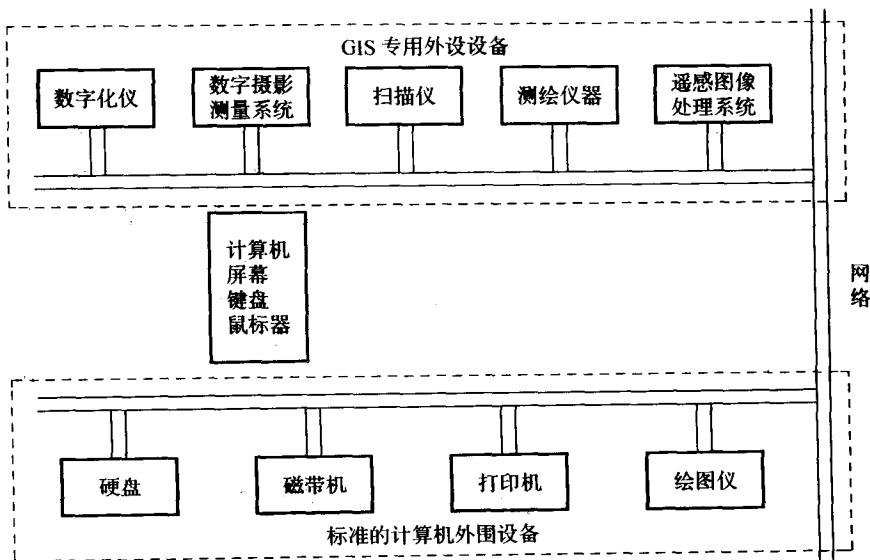 GIS 专用外设设备
数字化仪
数字摄影
测量系统
扫描仪
测绘仪器
遥感图像
处理系统
计算机
屏幕
键盘
鼠标器
网络
硬盘
磁带机
打印机
绘图仪
标准的计算机外围设备